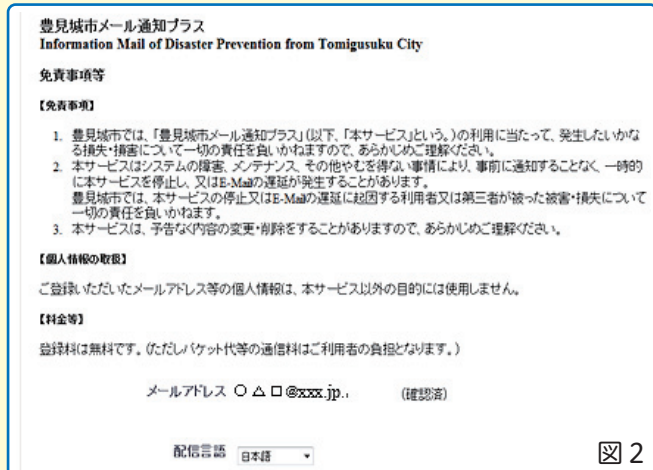 豊見城市メール通知プラス
Information Mail of Disaster Prevention from Tomigusuku City
免責事項等
【免責事項】
1. 豊見城市では、「豊見城市メール通知プラス」(以下、「本サービス」という。)の利用に当たって、発生したいかな
る損失・損害について一切の責任を負いかねますので、あらかじめご理解ください。
2. 本サービスはシステムの障害、メンテナンス、その他やむを得ない事情により、事前に通知することなく、一時的
に本サービスを停止し、又はE-Mailの遅延が発生することがあります。
豊見城市では、本サービスの停止又はE-Mailの遅延に起因する利用者又は第三者が被った被害・損失について
一切の責任を負いかねます。
3. 本サービスは、予告なく内容の変更・削除をすることがありますので、あらかじめご理解ください。
【個人情報の取扱】
ご登録いただいたメールアドレス等の個人情報は、本サービス以外の目的には使用しません。
【料金等】
登録料は無料です。(ただしパケット代等の通信料はご利用者の負担となります。)
メールアドレス ○△□@xxx.jp., (確認済)
配信言語 日本語
図2